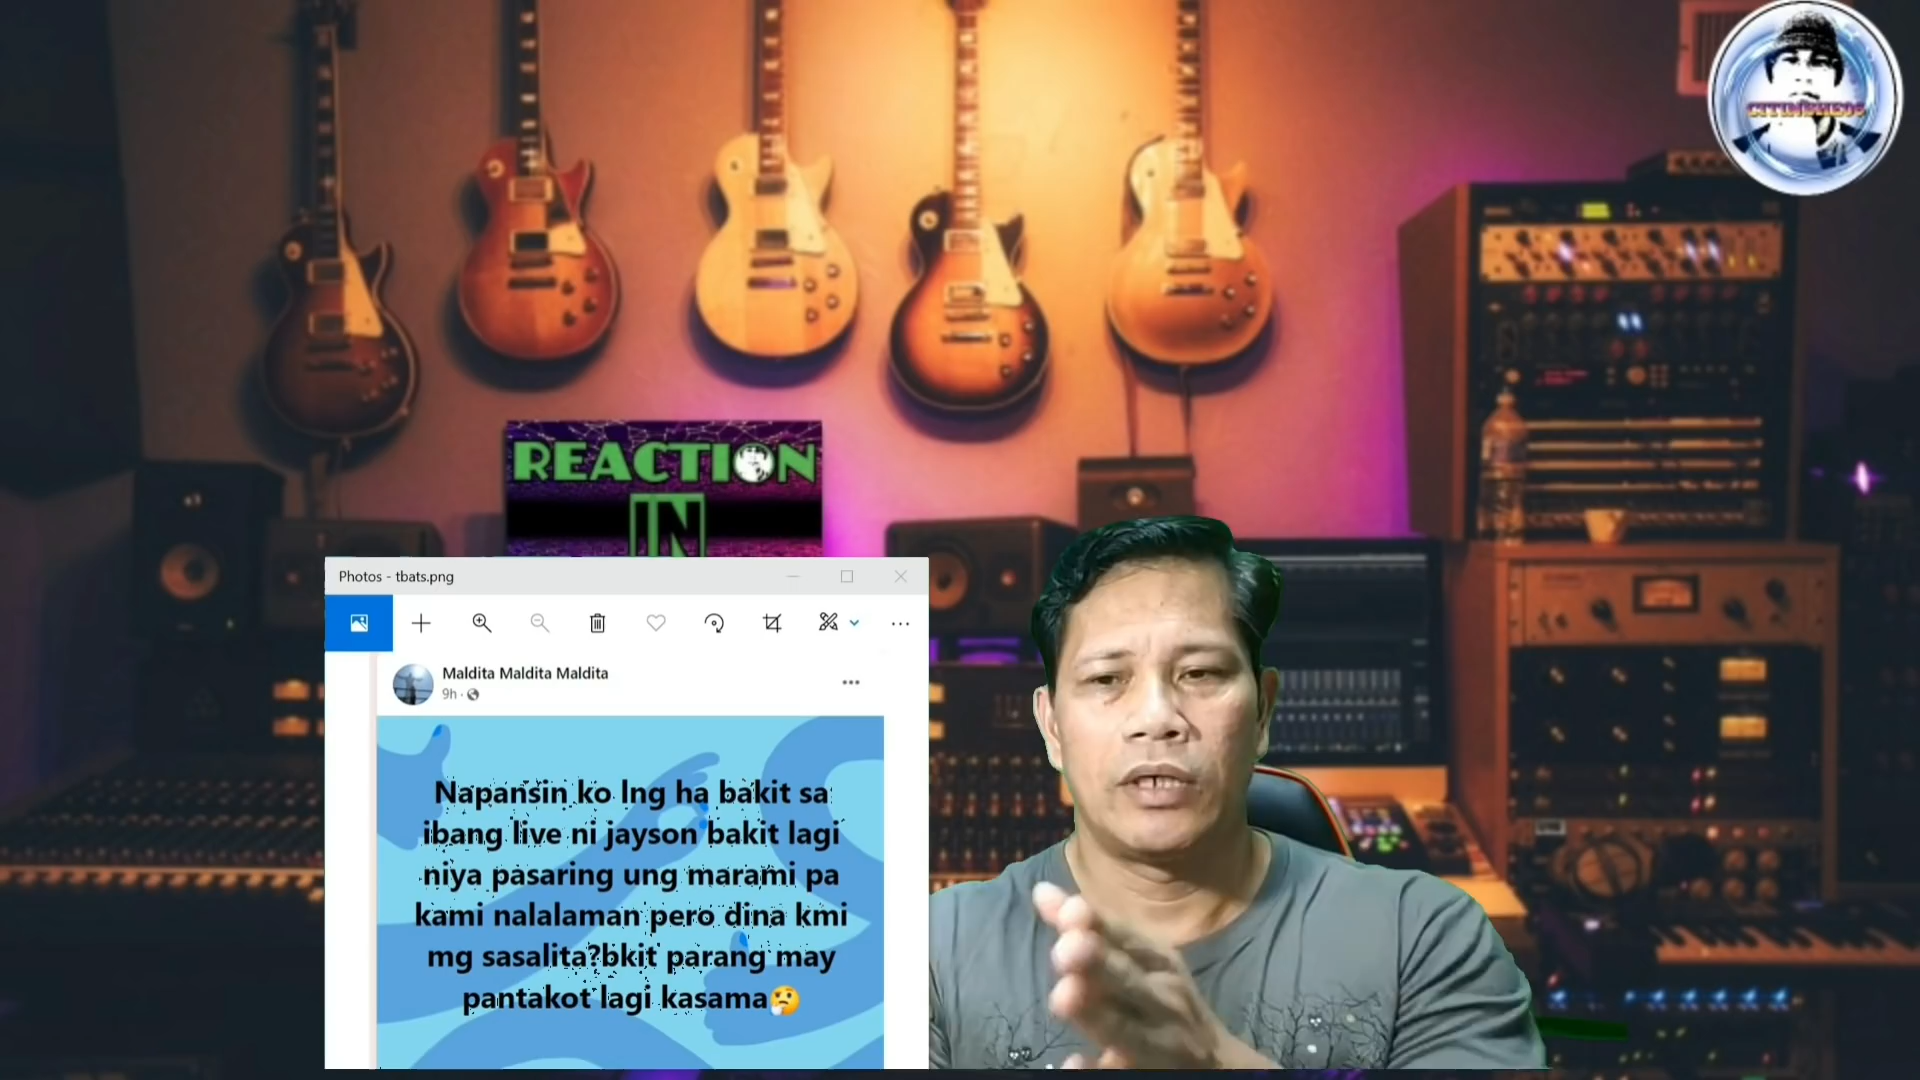 CITINBHEOS
REACTION
IN
Photos - tbats.png
Maldita Maldita Maldita
9h
Napansin ko lng ha bakit sa
ibang live ni jayson bakit lagi
niya pasaring ung marami pa
kami nalalaman pero dina kmi
mg sasalita?bkit parang may
pantakot lagi kasama🤔